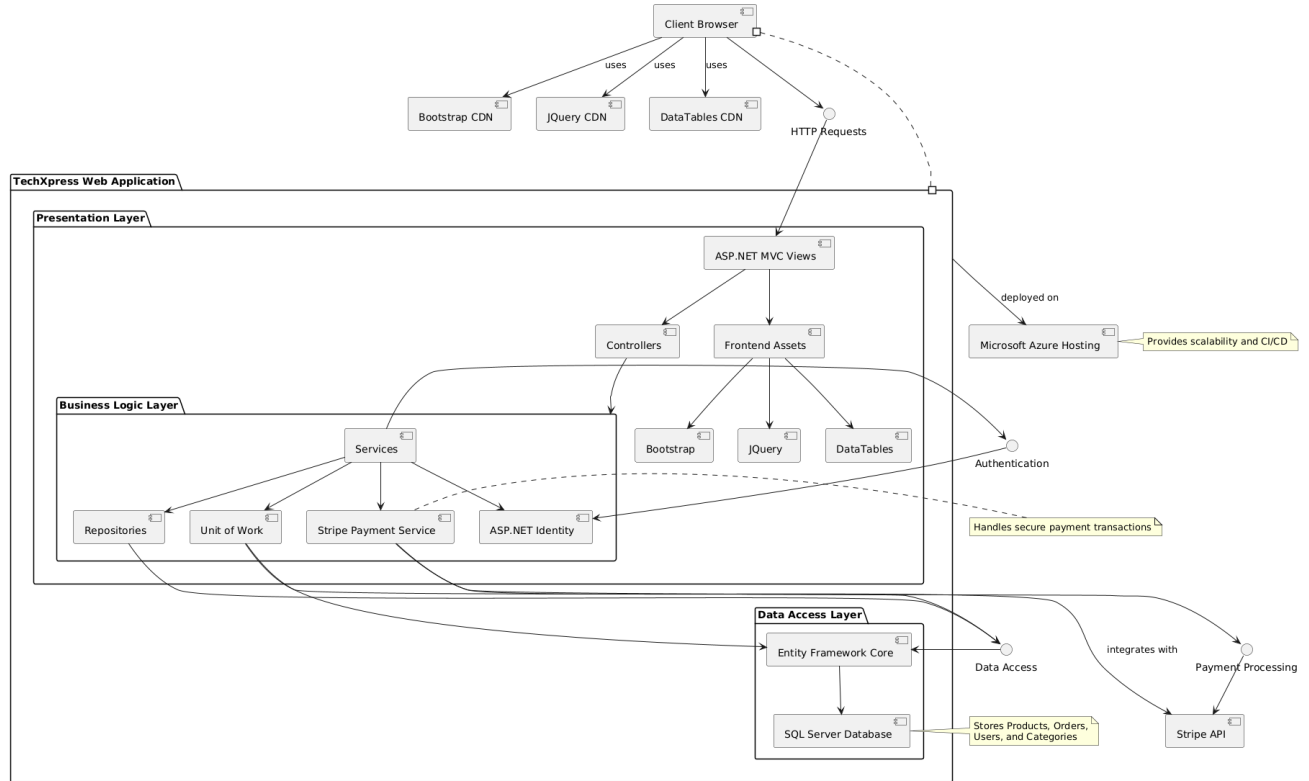 Client Browser
uses
uses
uses
Bootstrap CDN
JQuery CDN
DataTables CDN
HTTP Requests
TechXpress Web Application
Presentation Layer
ASP.NET MVC Views
deployed on
Controllers
Frontend Assets
Microsoft Azure Hosting
Provides scalability and CI/CD
Business Logic Layer
Services
Bootstrap
JQuery
DataTables
Authentication
Repositories
Unit of Work
Stripe Payment Service
ASP.NET Identity
Handles secure payment transactions
Data Access Layer
Entity Framework Core
Data Access
integrates with
Payment Processing
SQL Server Database
Stores Products, Orders,
Users, and Categories
Stripe API